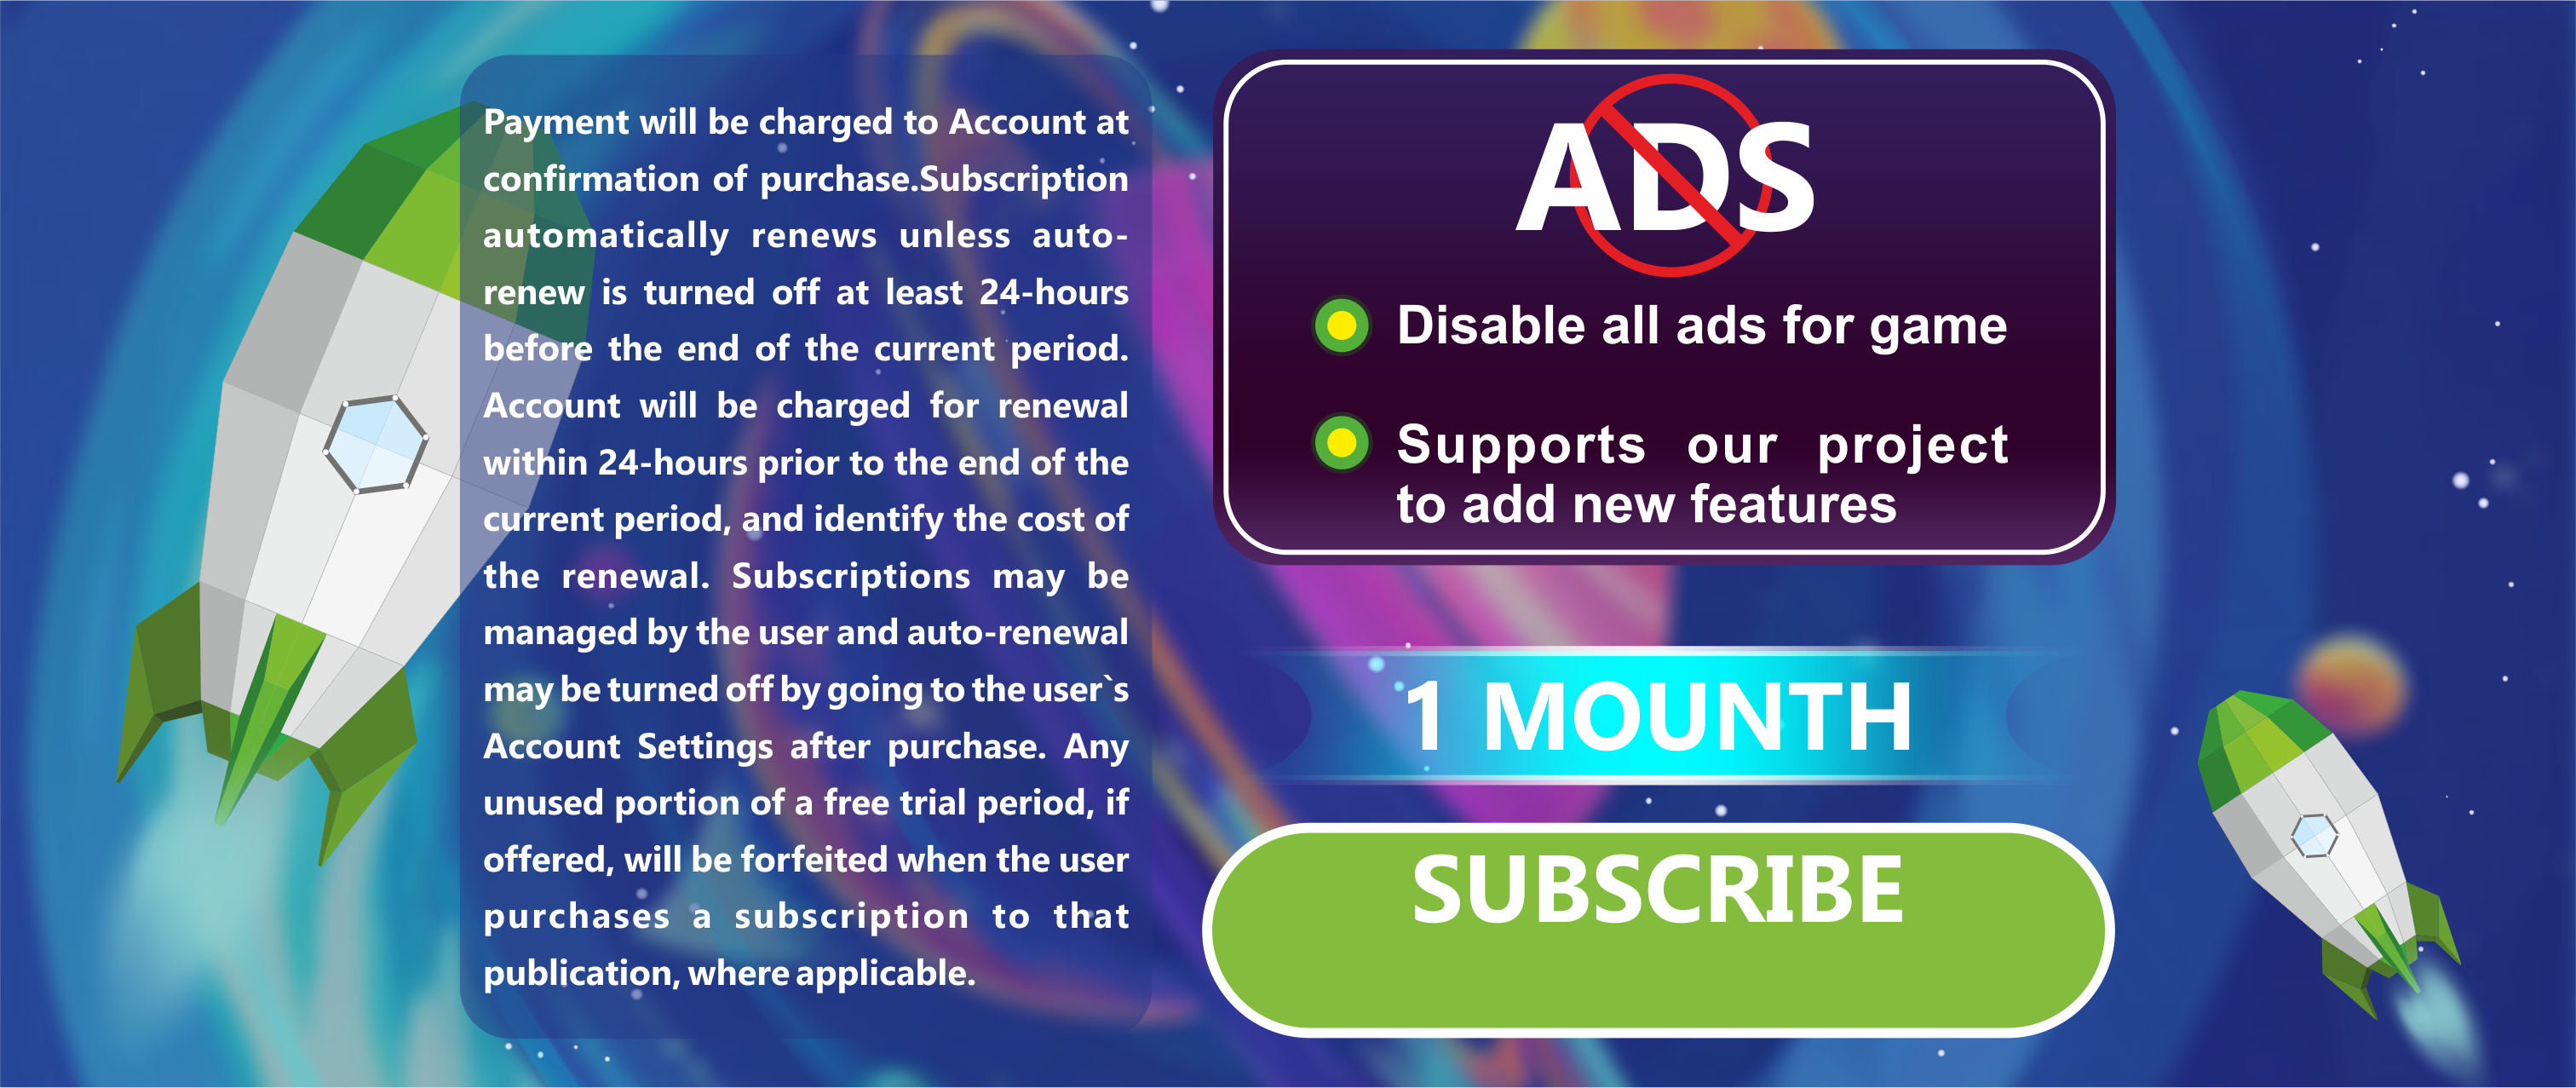 Payment will be charged to Account at
confirmation of purchase.Subscription
automatically renews unless auto-
renew is turned off at least 24-hours
before the end of the current period.
Account will be charged for renewal
within 24-hours prior to the end of the
current period, and identify the cost of
the renewal. Subscriptions may be
managed by the user and auto-renewal
may be turned off by going to the user`s
Account Settings after purchase. Any
unused portion of a free trial period, if
offered, will be forfeited when the user
purchases a subscription to that
publication, where applicable.
ADS
Disable all ads for game
Supports our project
to add new features
1 MOUNTH
SUBSCRIBE